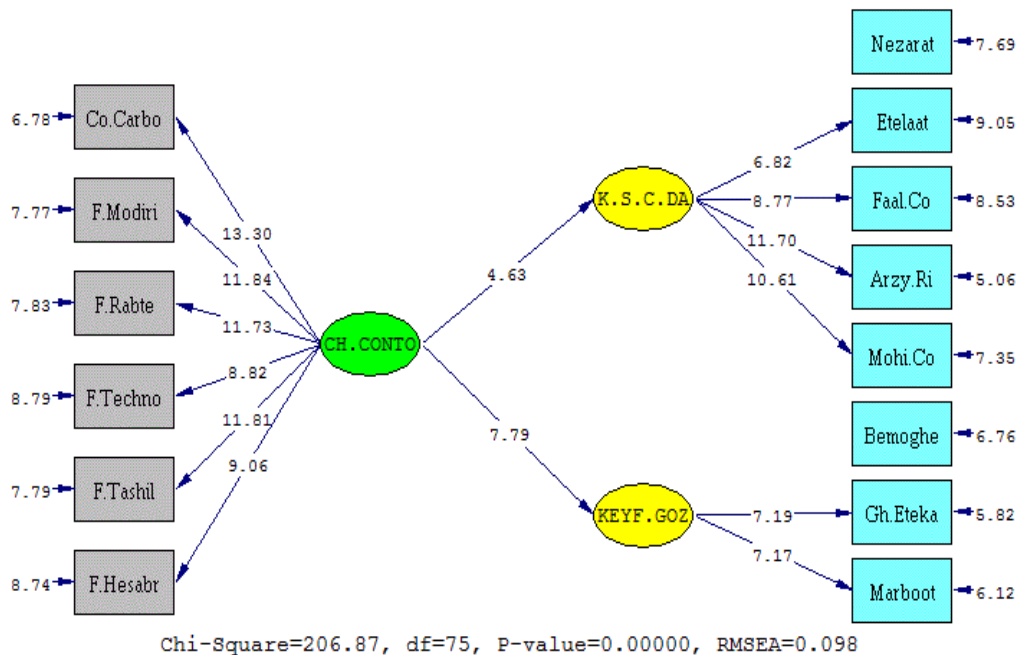 Nezarat
7.69
6.78
Co.Carbo
Etelaat
9.05
6.82
7.77
F.Modiri
K.S.C.DA
8.77
Faal.Co
8.53
13.30
11.70
11.84
4.63
10.61
Arzy.Ri
5.06
7.83
F.Rabte
11.73
CH.CONTO
Mohi.Co
7.35
8.82
8.79
F.Techno
11.81
7.79
Bemoghe
6.76
9.06
7.79
F.Tashil
KEYF.GOZ
7.19
Gh.Eteka
5.82
7.17
8.74
F.Hesabr
Marboot
6.12
Chi-Square=206.87, df=75, P-value=0.00000, RMSEA=0.098